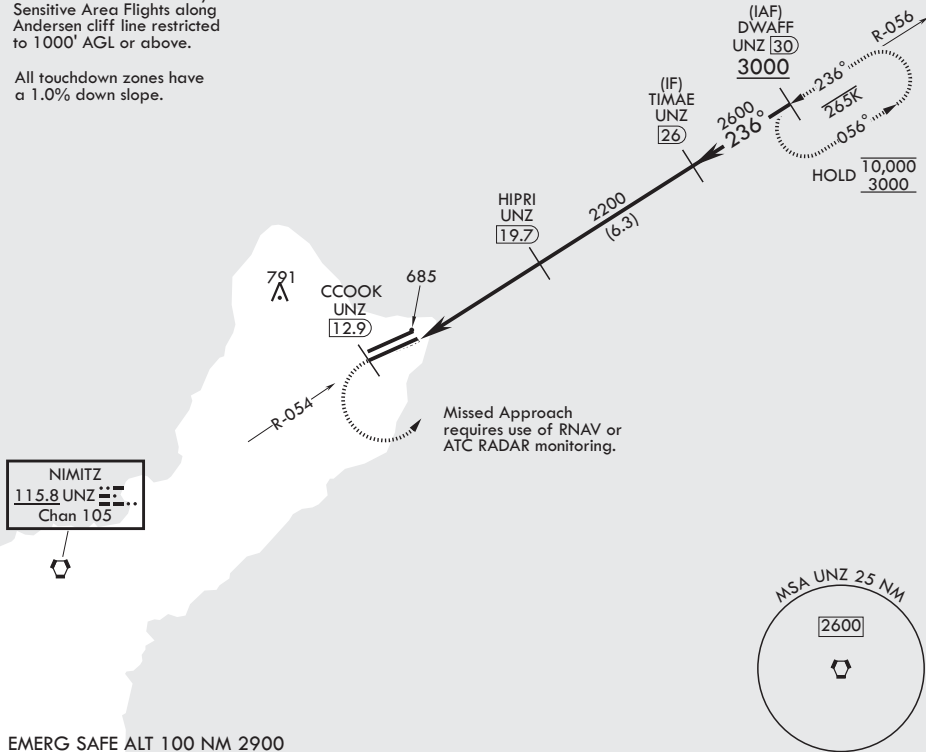 Sensitive Area Flights along
Andersen cliff line restricted
to 1000' AGL or above.
All touchdown zones have
a 1.0% down slope.
(IAF)
DWAFF
UNZ 30
3000
R-056
236°
265K
056°
HOLD 10,000
3000
(IF)
TIMAE
UNZ
26
2600
236°
HIPRI
UNZ
19.7
2200
(6.3)
791
685
CCOOK
UNZ
12.9
R-054
Missed Approach
requires use of RNAV or
ATC RADAR monitoring.
NIMITZ
115.8 UNZ
Chan 105
MSA UNZ 25 NM
2600
EMERG SAFE ALT 100 NM 2900